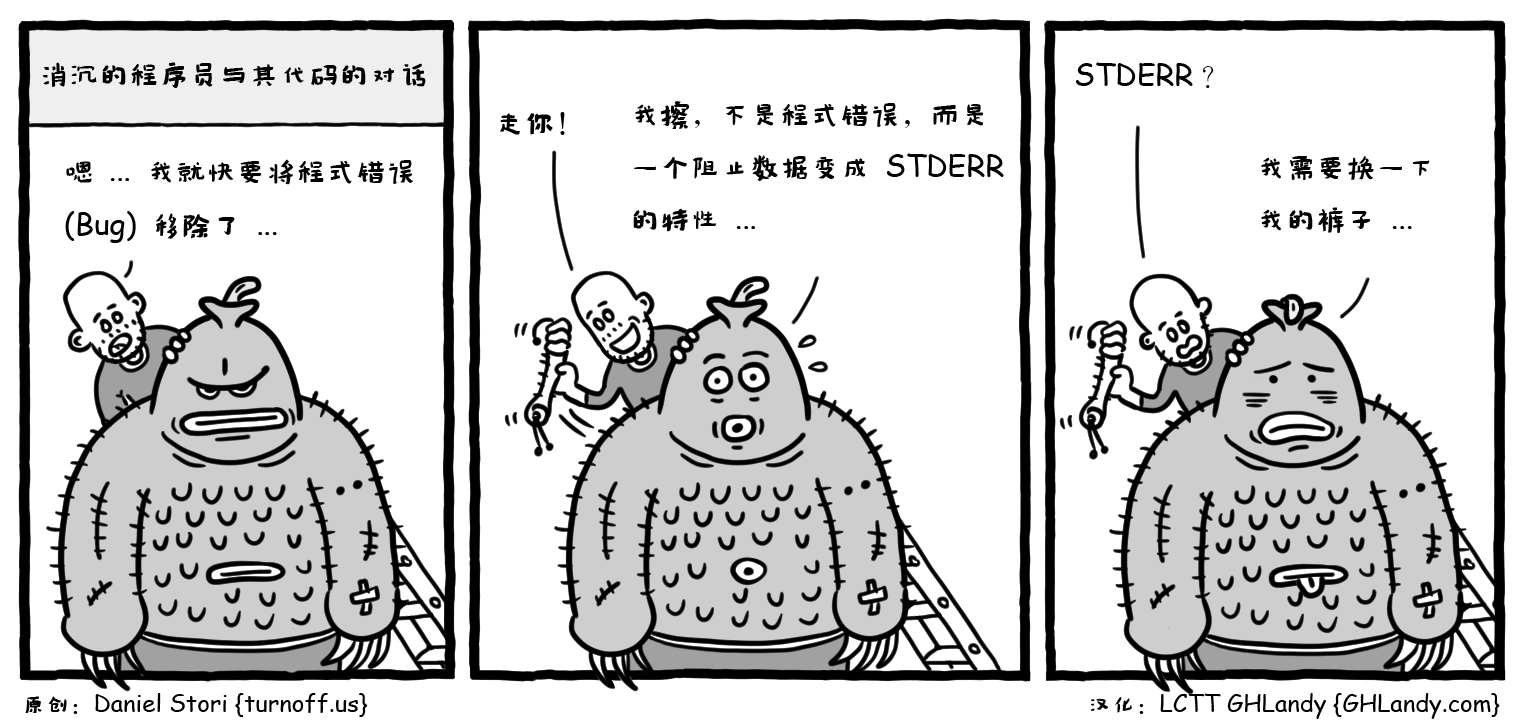 消沉的程序员与其代码的对话
嗯 ... 我就快要将程式错误
(Bug) 移除了 ...
走你！
我擦，不是程式错误，而是
一个阻止数据变成 STDERR
的特性 ...
STDERR？
我需要换一下
我的裤子 ...
原创：Daniel Stori {turnoff.us}
汉化：LCTT GHLandy {GHLandy.com}